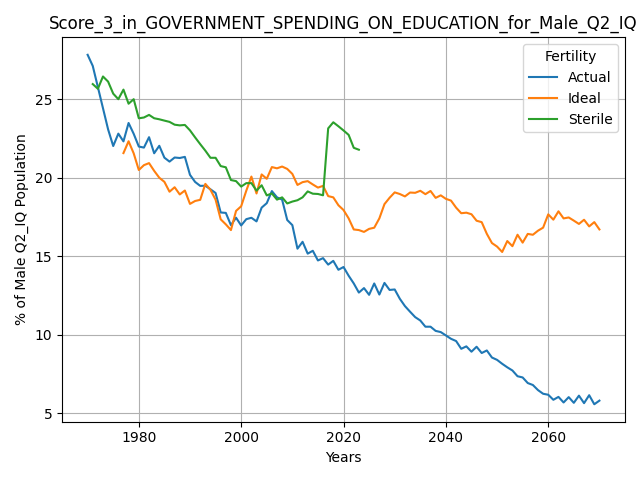 Score_3_in_GOVERNMENT_SPENDING_ON_EDUCATION_for_Male_Q2_IQ
Fertility
Actual
Ideal
Sterile
% of Male Q2_IQ Population
25
20
15
10
5
1980 2000 2020 2040 2060
Years